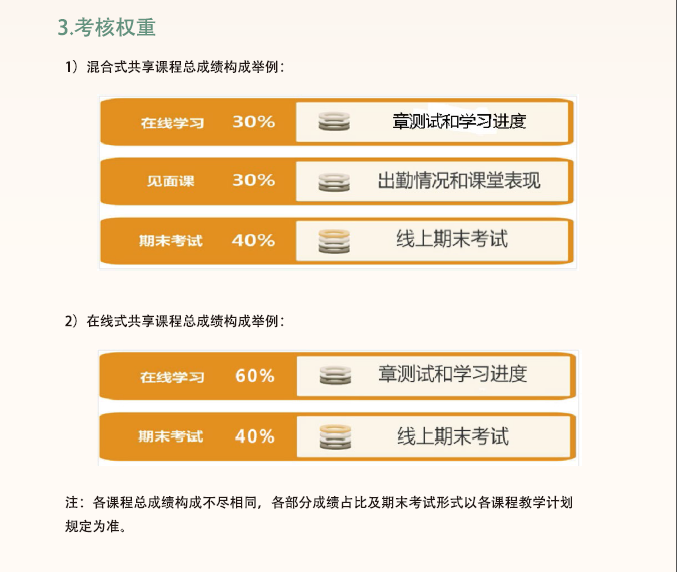 3.考核权重
1）混合式共享课程总成绩构成举例：
在线学习 30% 章测试和学习进度
见面课 30% 出勤情况和课堂表现
期末考试 40% 线上期末考试
2）在线式共享课程总成绩构成举例：
在线学习 60% 章测试和学习进度
期末考试 40% 线上期末考试
注：各课程总成绩构成不尽相同，各部分成绩占比及期末考试形式以各课程教学计划
规定为准。